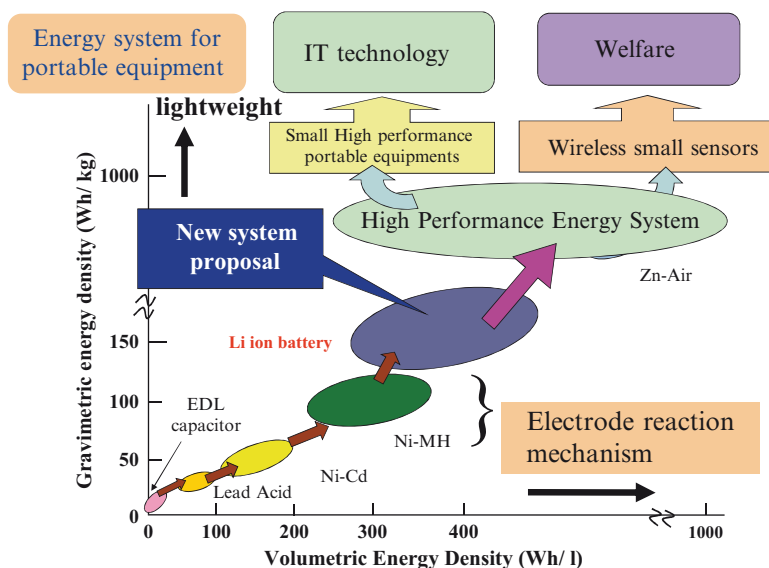 Energy system for
portable equipment
IT technology
Welfare
lightweight
Small High performance
portable equipments
Wireless small sensors
1000
High Performance Energy System
New system
proposal
Zn-Air
Gravimetric energy density (Wh/ kg)
150
Li ion battery
100
EDL
capacitor
Ni-MH
Electrode reaction
mechanism
50
Ni-Cd
Lead Acid
0
0
100
200
300
400
1000
Volumetric Energy Density (Wh/ l)